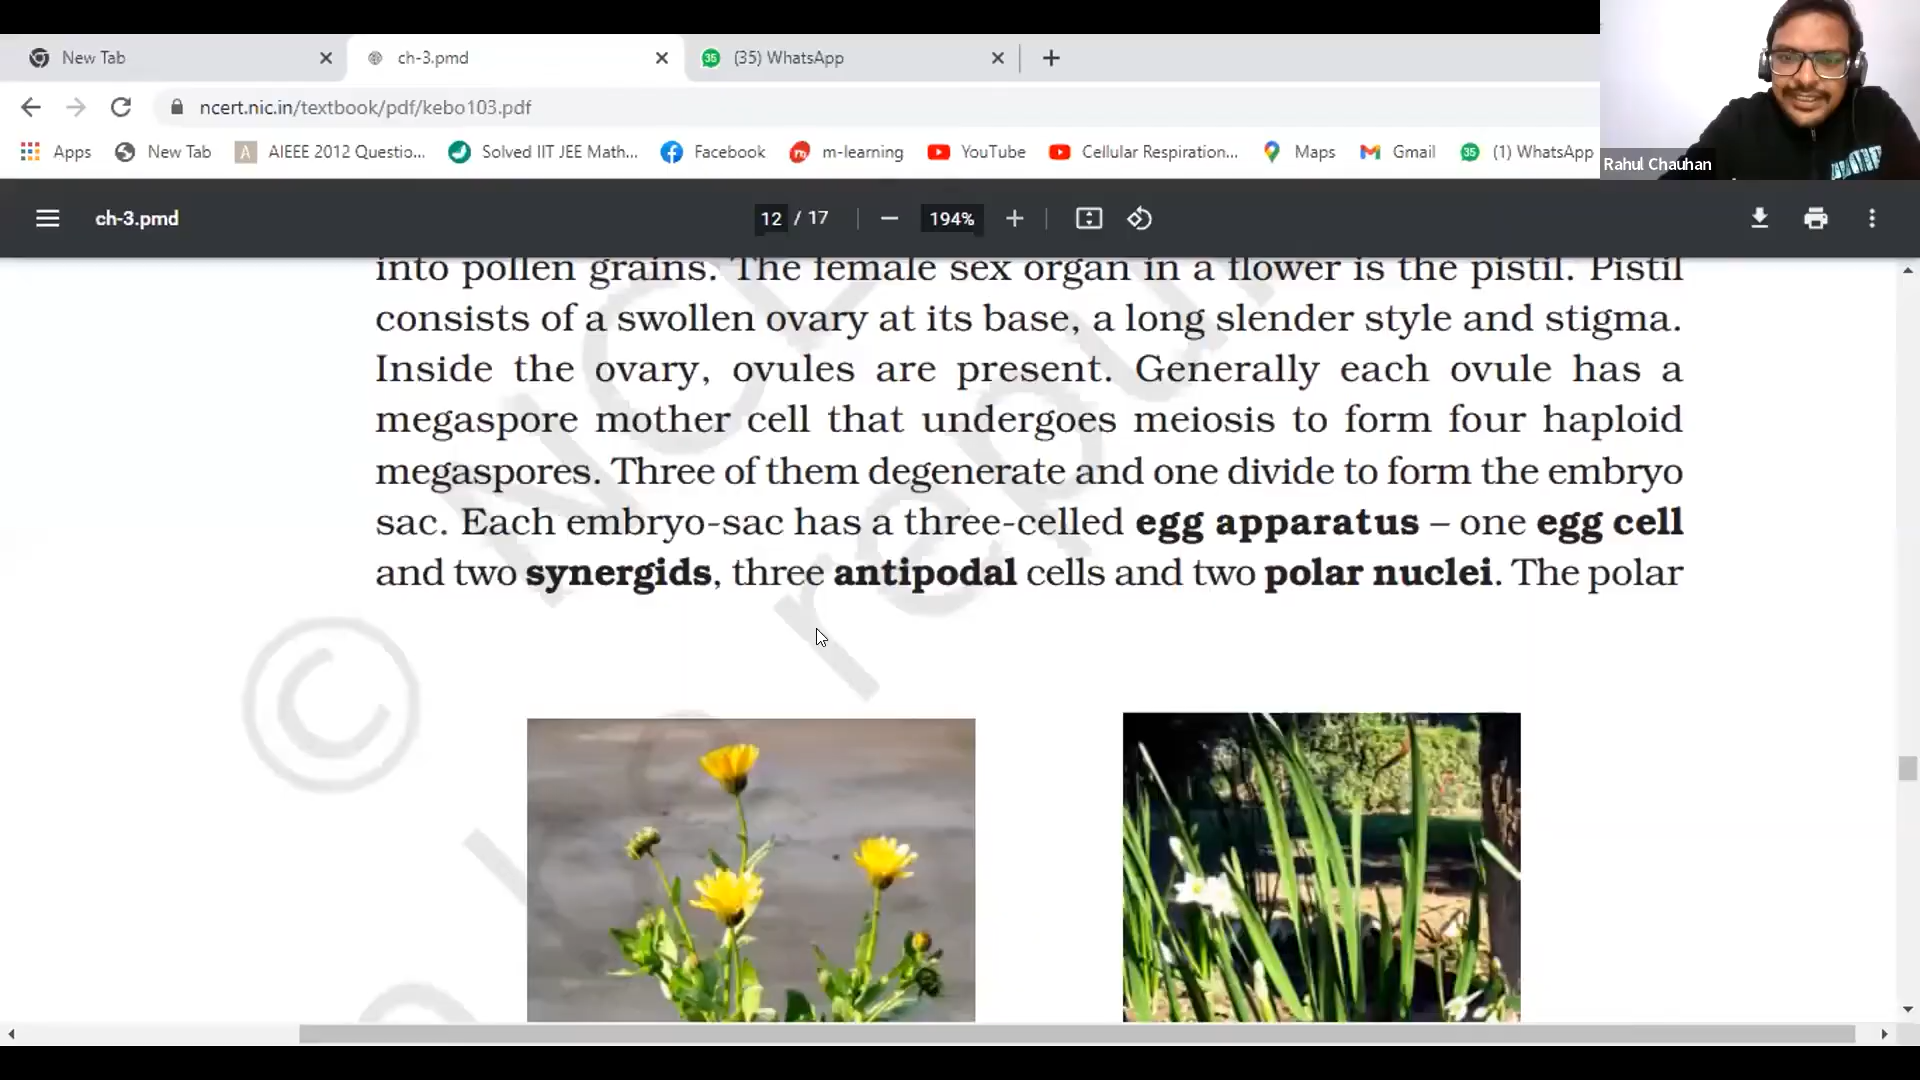 New Tab
ch-3.pmd
(35) WhatsApp
ncert.nic.in/textbook/pdf/kebo103.pdf
Apps
New Tab
AIEEE 2012 Questio...
Solved IIT JEE Math...
Facebook
m-learning
YouTube
Cellular Respiration...
Maps
Gmail
(1) WhatsApp
Rahul Chauhan
ch-3.pmd
12 / 17
194%
into pollen grains. The female sex organ in a flower is the pistil. Pistil
consists of a swollen ovary at its base, a long slender style and stigma.
Inside the ovary, ovules are present. Generally each ovule has a
megaspore mother cell that undergoes meiosis to form four haploid
megaspores. Three of them degenerate and one divide to form the embryo
sac. Each embryo-sac has a three-celled egg apparatus – one egg cell
and two synergids, three antipodal cells and two polar nuclei. The polar